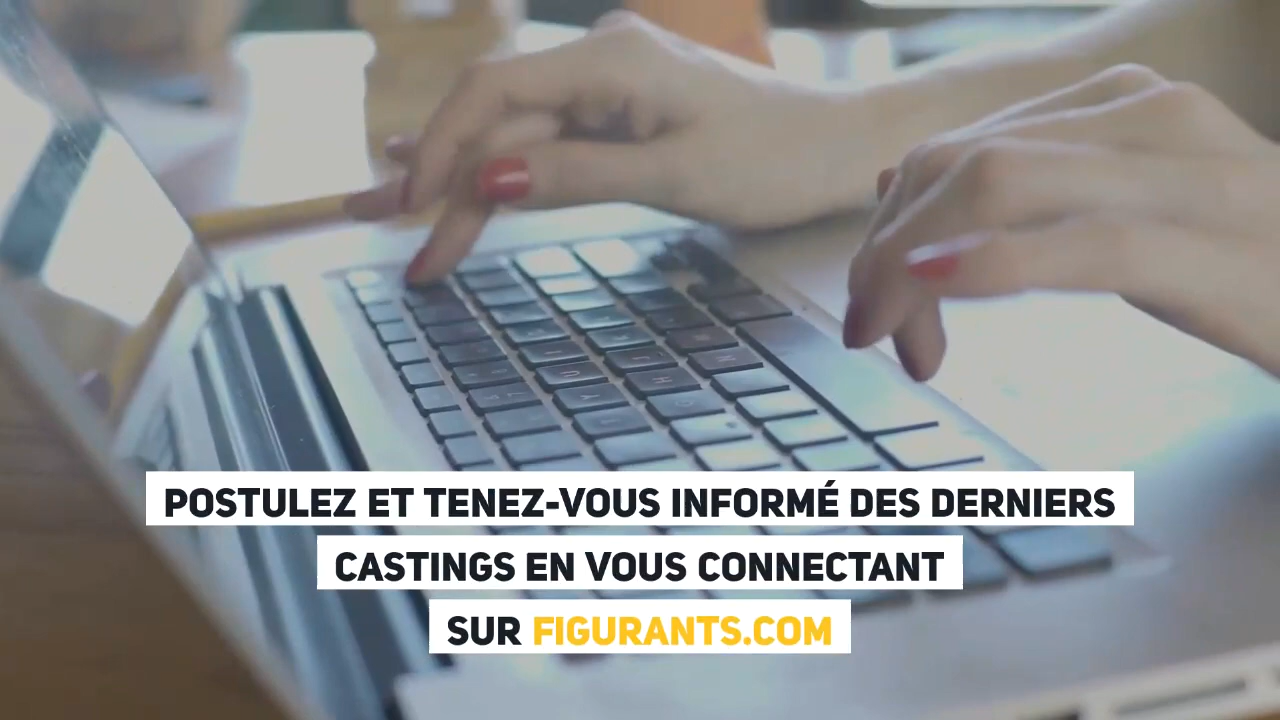 POSTULEZ ET TENEZ-VOUS INFORMÉ DES DERNIERS
CASTINGS EN VOUS CONNECTANT
SUR FIGURANTS.COM